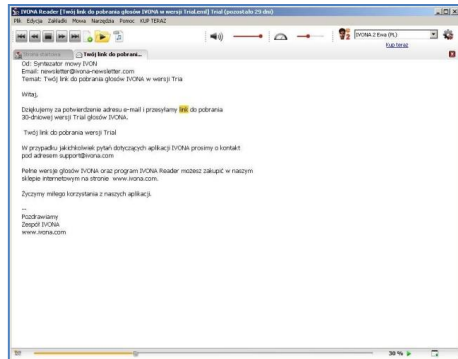 IVONA Reader [Twój link do pobrania głosów IVONA w wersji Trial.eml] Trial (pozostało 29 dni)
Plik Edycja Zakładki Mowa Narzędzia Pomoc KUP TERAZ
IVONA 2 Ewa (PL)
Kup teraz
Strona startowa
Twój link do pobrani...
Od: Syntezator mowy IVON
Email: newsletter@ivona-newsletter.com
Temat: Twój link do pobrania głosów IVONA w wersji Tria
Witaj,
Dziękujemy za potwierdzenie adresu e-mail i przesyłamy link do pobrania
30-dniowej wersji Trial głosów IVONA.
Twój link do pobrania wersji Trial
W przypadku jakichkolwiek pytań dotyczących aplikacji IVONA prosimy o kontakt
pod adresem support@ivona.com
Pełne wersje głosów IVONA oraz program IVONA Reader możesz zakupić w naszym
sklepie internetowym na stronie www.ivona.com.
Życzymy miłego korzystania z naszych aplikacji.
--
Pozdrawiamy
Zespół IVONA
www.ivona.com
30 %